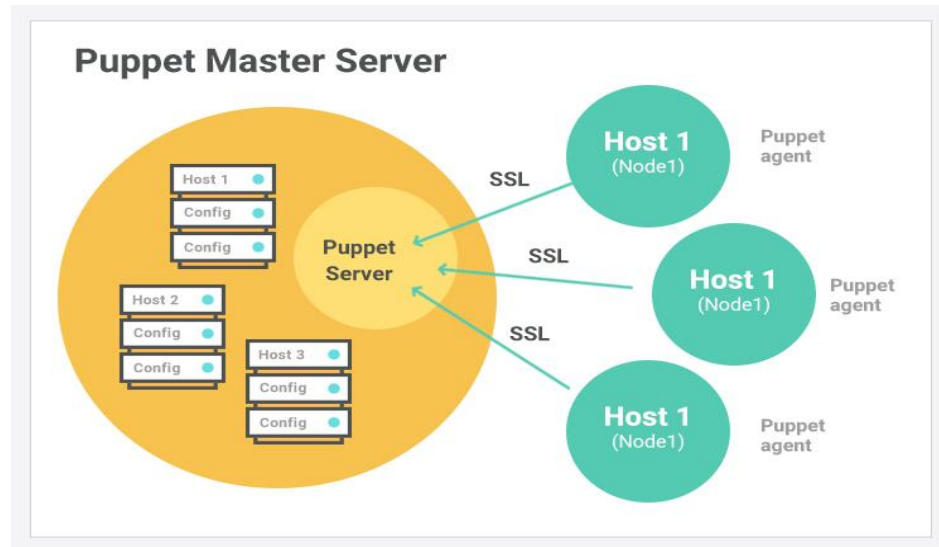 Puppet Master Server
Host 1
Config
Config
Host 2
Config
Config
Host 3
Config
Config
Puppet
Server
SSL
SSL
SSL
Host 1
(Node1)
Puppet
agent
Host 1
(Node1)
Puppet
agent
Host 1
(Node1)
Puppet
agent